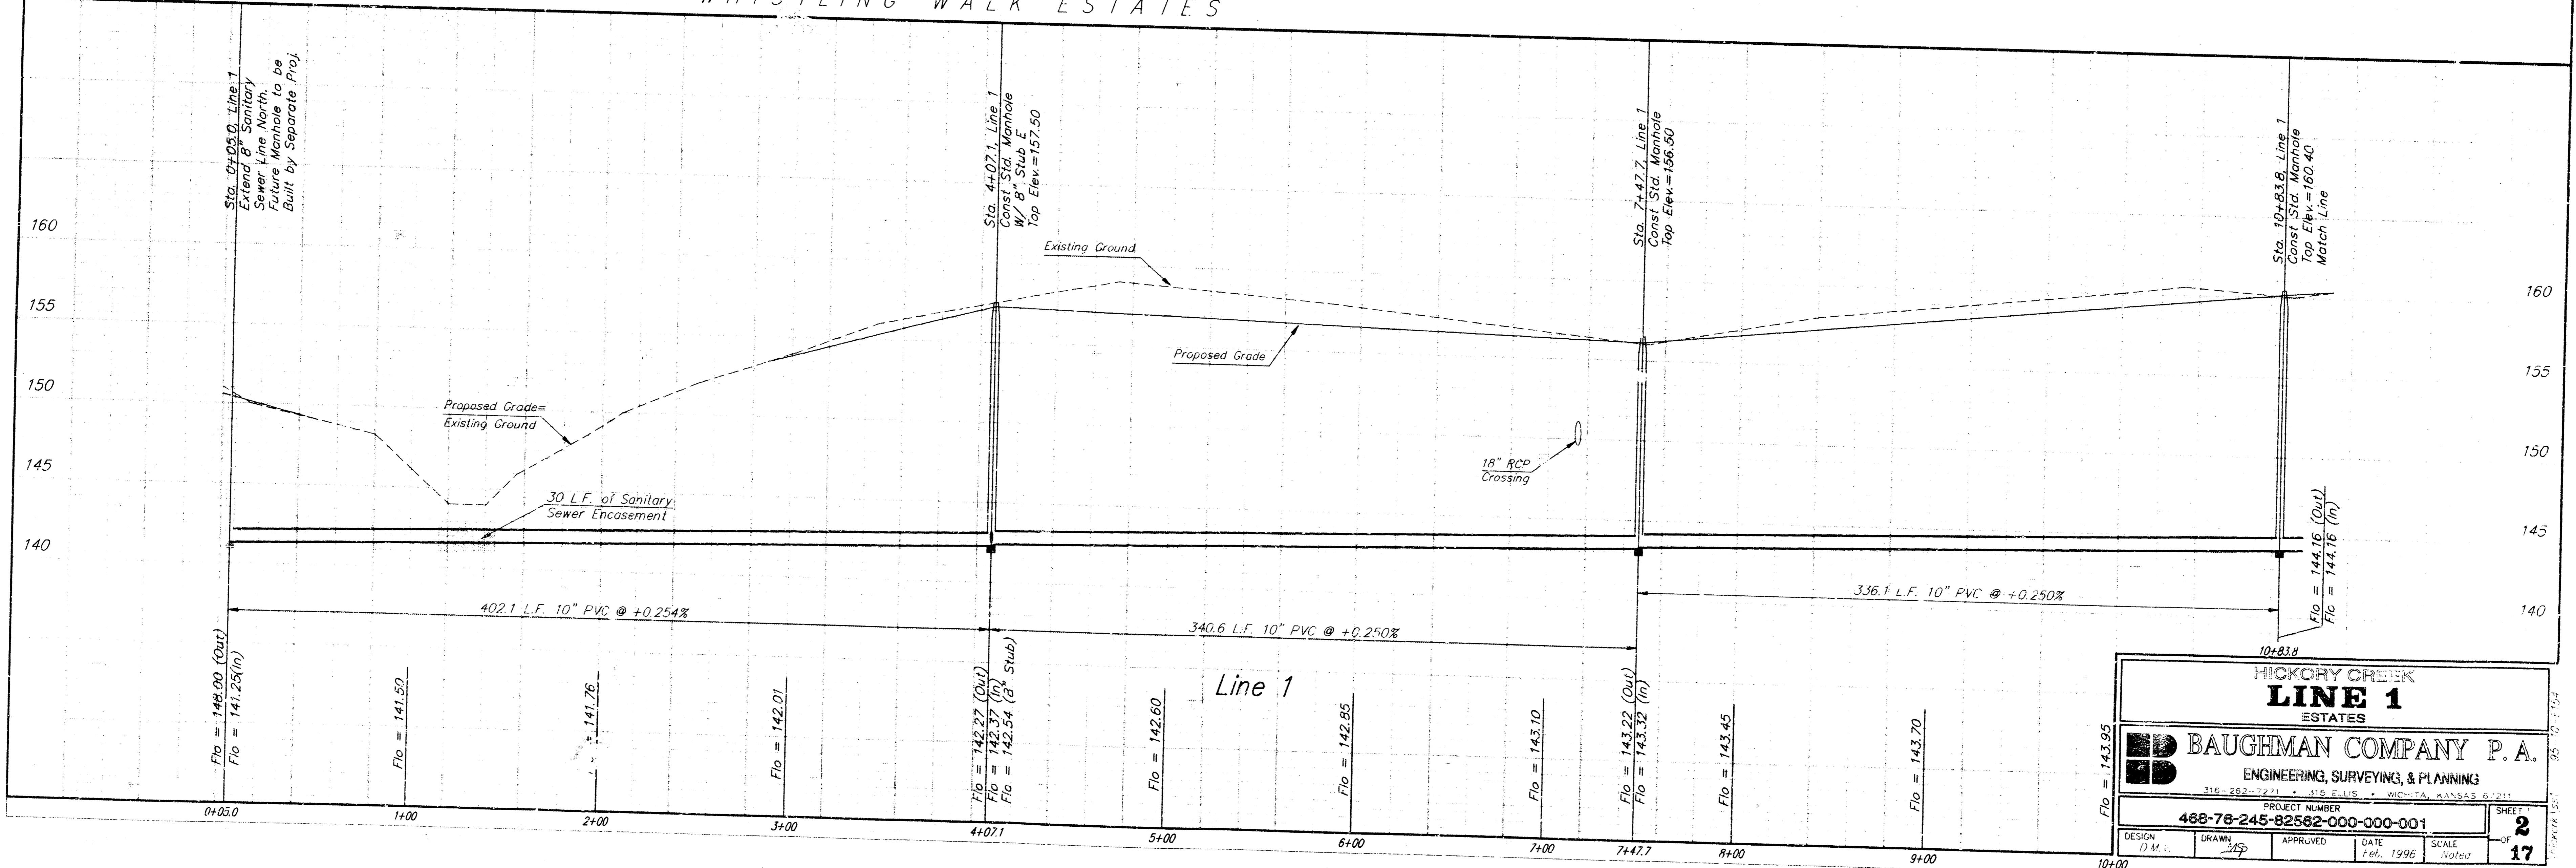 WHISTLING WALK ESTATES
Sta. 0+05.0, Line 1
Extend 8" Sanitary
Sewer Line North.
Future Manhole to be
Built by Separate Proj.
Sta. 4+07.1, Line 1
Const Std. Manhole
W/ 8" Stub E
Top Elev.=157.50
Sta. 7+47.7, Line 1
Const Std. Manhole
Top Elev.=156.50
Sta. 10+83.8, Line 1
Const Std. Manhole
Top Elev.=160.40
Match Line
160
155
150
145
140
Existing Ground
Proposed Grade
Proposed Grade=
Existing Ground
30 L.F. of Sanitary
Sewer Encasement
18" RCP
Crossing
160
155
150
145
140
402.1 L.F. 10" PVC @ +0.254%
340.6 L.F. 10" PVC @ +0.250%
336.1 L.F. 10" PVC @ +0.250%
Flo = 144.16 (Out)
Flo = 144.16 (In)
10+83.8
Line 1
(Out)
Flo = 141.25(In)
Flo = 141.50
= 141.76
Flo = 142.01
Flo = 142.27 (Out)
Flo = 142.37 (In)
Flo = 142.54 (8" Stub)
Flo = 142.60
Flo = 142.85
Flo = 143.10
Flo = 143.22 (Out)
Flo = 143.32 (In)
Flo = 143.45
Flo = 143.70
Flo = 143.95
0+05.0
1+00
2+00
3+00
4+07.1
5+00
6+00
7+00
7+47.7
8+00
9+00
10+00
HICKORY CREEK
LINE 1
ESTATES
BAUGHMAN COMPANY P.A.
ENGINEERING, SURVEYING, & PLANNING
316-262-7271 • 315 ELLIS • WICHITA, KANSAS 67211
PROJECT NUMBER
468-76-245-82562-000-000-001
SHEET
2
OF
17
DESIGN
DRAWN
APPROVED
DATE
Feb. 1996
SCALE
Noted